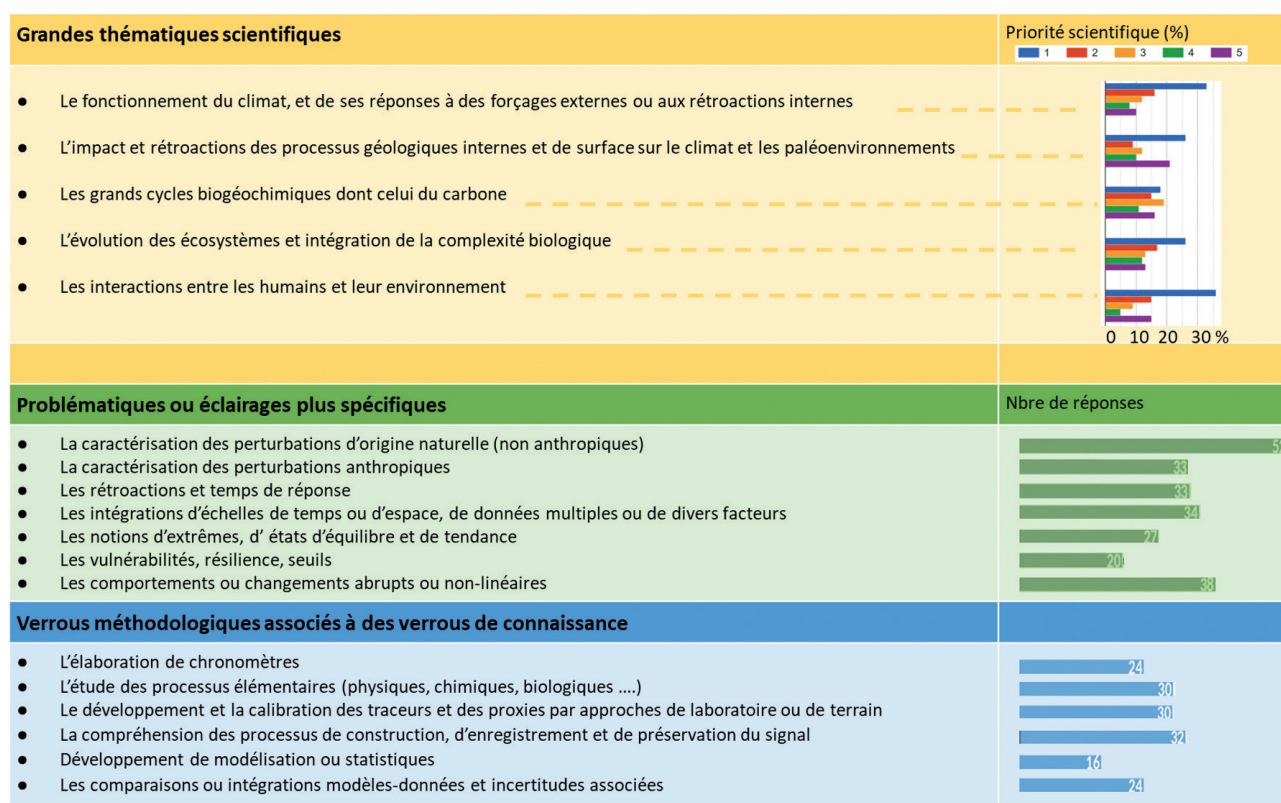 Grandes thématiques scientifiques
Priorité scientifique (%)
1 2 3 4 5
● Le fonctionnement du climat, et de ses réponses à des forçages externes ou aux rétroactions internes
● L’impact et rétroactions des processus géologiques internes et de surface sur le climat et les paléoenvironnements
● Les grands cycles biogéochimiques dont celui du carbone
● L’évolution des écosystèmes et intégration de la complexité biologique
● Les interactions entre les humains et leur environnement
0 10 20 30 %
Problématiques ou éclairages plus spécifiques
Nbre de réponses
● La caractérisation des perturbations d’origine naturelle (non anthropiques)
● La caractérisation des perturbations anthropiques 33
● Les rétroactions et temps de réponse 33
● Les intégrations d’échelles de temps ou d’espace, de données multiples ou de divers facteurs 34
● Les notions d’extrêmes, d’ états d’équilibre et de tendance 27
● Les vulnérabilités, résilience, seuils 20
● Les comportements ou changements abrupts ou non-linéaires 38
Verrous méthodologiques associés à des verrous de connaissance
● L’élaboration de chronomètres 24
● L’étude des processus élémentaires (physiques, chimiques, biologiques ....) 30
● Le développement et la calibration des traceurs et des proxies par approches de laboratoire ou de terrain 30
● La compréhension des processus de construction, d’enregistrement et de préservation du signal 32
● Développement de modélisation ou statistiques 16
● Les comparaisons ou intégrations modèles-données et incertitudes associées 24